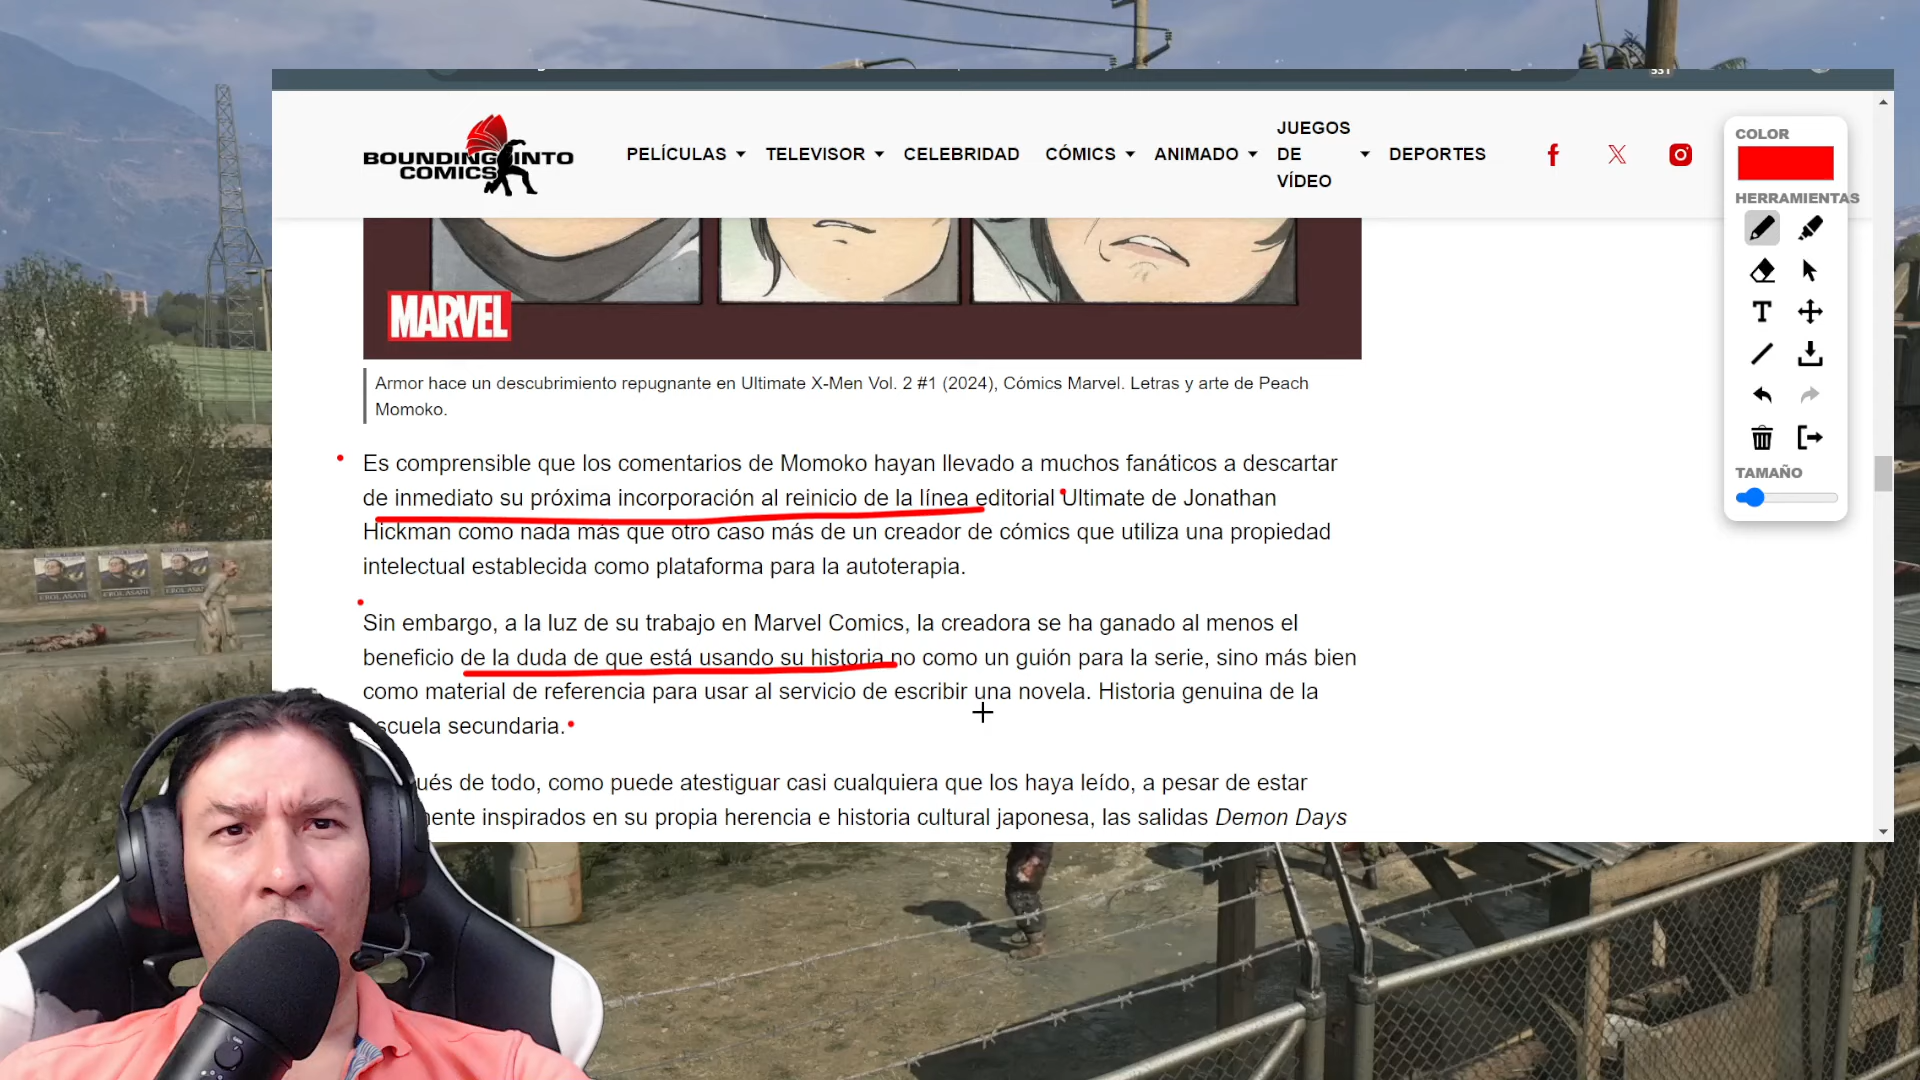 531
BOUNDING INTO
COMICS
PELÍCULAS
TELEVISOR
CELEBRIDAD
CÓMICS
ANIMADO
JUEGOS
DE
VÍDEO
DEPORTES
COLOR
HERRAMIENTAS
T
TAMAÑO
MARVEL
Armor hace un descubrimiento repugnante en Ultimate X-Men Vol. 2 #1 (2024), Cómics Marvel. Letras y arte de Peach
Momoko.
Es comprensible que los comentarios de Momoko hayan llevado a muchos fanáticos a descartar
de inmediato su próxima incorporación al reinicio de la línea editorial Ultimate de Jonathan
Hickman como nada más que otro caso más de un creador de cómics que utiliza una propiedad
intelectual establecida como plataforma para la autoterapia.
Sin embargo, a la luz de su trabajo en Marvel Comics, la creadora se ha ganado al menos el
beneficio de la duda de que está usando su historia no como un guión para la serie, sino más bien
como material de referencia para usar al servicio de escribir una novela. Historia genuina de la
scuela secundaria.
ués de todo, como puede atestiguar casi cualquiera que los haya leído, a pesar de estar
mente inspirados en su propia herencia e historia cultural japonesa, las salidas Demon Days